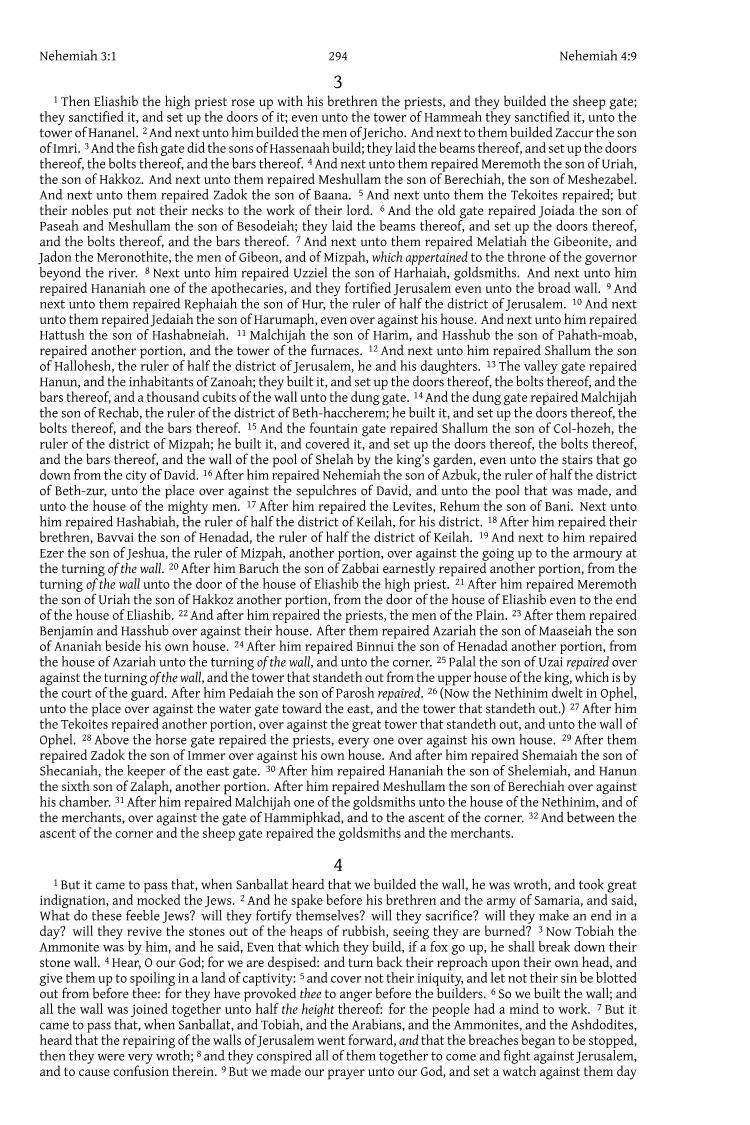 Nehemiah 3:1 294 Nehemiah 4:9
3
1 Then Eliashib the high priest rose up with his brethren the priests, and they builded the sheep gate;
they sanctified it, and set up the doors of it; even unto the tower of Hammeah they sanctified it, unto the
tower of Hananel. 2 And next unto him builded the men of Jericho. And next to them builded Zaccur the son
of Imri. 3 And the fish gate did the sons of Hassenaah build; they laid the beams thereof, and set up the doors
thereof, the bolts thereof, and the bars thereof. 4 And next unto them repaired Meremoth the son of Uriah,
the son of Hakkoz. And next unto them repaired Meshullam the son of Berechiah, the son of Meshezabel.
And next unto them repaired Zadok the son of Baana. 5 And next unto them the Tekoites repaired; but
their nobles put not their necks to the work of their lord. 6 And the old gate repaired Joiada the son of
Paseah and Meshullam the son of Besodeiah; they laid the beams thereof, and set up the doors thereof,
and the bolts thereof, and the bars thereof. 7 And next unto them repaired Melatiah the Gibeonite, and
Jadon the Meronothite, the men of Gibeon, and of Mizpah, which appertained to the throne of the governor
beyond the river. 8 Next unto him repaired Uzziel the son of Harhaiah, goldsmiths. And next unto him
repaired Hananiah one of the apothecaries, and they fortified Jerusalem even unto the broad wall. 9 And
next unto them repaired Rephaiah the son of Hur, the ruler of half the district of Jerusalem. 10 And next
unto them repaired Jedaiah the son of Harumaph, even over against his house. And next unto him repaired
Hattush the son of Hashabneiah. 11 Malchijah the son of Harim, and Hasshub the son of Pahath-moab,
repaired another portion, and the tower of the furnaces. 12 And next unto him repaired Shallum the son
of Hallohesh, the ruler of half the district of Jerusalem, he and his daughters. 13 The valley gate repaired
Hanun, and the inhabitants of Zanoah; they built it, and set up the doors thereof, the bolts thereof, and the
bars thereof, and a thousand cubits of the wall unto the dung gate. 14 And the dung gate repaired Malchijah
the son of Rechab, the ruler of the district of Beth-haccherem; he built it, and set up the doors thereof, the
bolts thereof, and the bars thereof. 15 And the fountain gate repaired Shallum the son of Col-hozeh, the
ruler of the district of Mizpah; he built it, and covered it, and set up the doors thereof, the bolts thereof,
and the bars thereof, and the wall of the pool of Shelah by the king's garden, even unto the stairs that go
down from the city of David. 16 After him repaired Nehemiah the son of Azbuk, the ruler of half the district
of Beth-zur, unto the place over against the sepulchres of David, and unto the pool that was made, and
unto the house of the mighty men. 17 After him repaired the Levites, Rehum the son of Bani. Next unto
him repaired Hashabiah, the ruler of half the district of Keilah, for his district. 18 After him repaired their
brethren, Bavvai the son of Henadad, the ruler of half the district of Keilah. 19 And next to him repaired
Ezer the son of Jeshua, the ruler of Mizpah, another portion, over against the going up to the armoury at
the turning of the wall. 20 After him Baruch the son of Zabbai earnestly repaired another portion, from the
turning of the wall unto the door of the house of Eliashib the high priest. 21 After him repaired Meremoth
the son of Uriah the son of Hakkoz another portion, from the door of the house of Eliashib even to the end
of the house of Eliashib. 22 And after him repaired the priests, the men of the Plain. 23 After them repaired
Benjamin and Hasshub over against their house. After them repaired Azariah the son of Maaseiah the son
of Ananiah beside his own house. 24 After him repaired Binnui the son of Henadad another portion, from
the house of Azariah unto the turning of the wall, and unto the corner. 25 Palal the son of Uzai repaired over
against the turning of the wall, and the tower that standeth out from the upper house of the king, which is by
the court of the guard. After him Pedaiah the son of Parosh repaired. 26 (Now the Nethinim dwelt in Ophel,
unto the place over against the water gate toward the east, and the tower that standeth out.) 27 After him
the Tekoites repaired another portion, over against the great tower that standeth out, and unto the wall of
Ophel. 28 Above the horse gate repaired the priests, every one over against his own house. 29 After them
repaired Zadok the son of Immer over against his own house. And after him repaired Shemaiah the son of
Shecaniah, the keeper of the east gate. 30 After him repaired Hananiah the son of Shelemiah, and Hanun
the sixth son of Zalaph, another portion. After him repaired Meshullam the son of Berechiah over against
his chamber. 31 After him repaired Malchijah one of the goldsmiths unto the house of the Nethinim, and of
the merchants, over against the gate of Hammiphkad, and to the ascent of the corner. 32 And between the
ascent of the corner and the sheep gate repaired the goldsmiths and the merchants.
4
1 But it came to pass that, when Sanballat heard that we builded the wall, he was wroth, and took great
indignation, and mocked the Jews. 2 And he spake before his brethren and the army of Samaria, and said,
What do these feeble Jews? will they fortify themselves? will they sacrifice? will they make an end in a
day? will they revive the stones out of the heaps of rubbish, seeing they are burned? 3 Now Tobiah the
Ammonite was by him, and he said, Even that which they build, if a fox go up, he shall break down their
stone wall. 4 Hear, O our God; for we are despised: and turn back their reproach upon their own head, and
give them up to spoiling in a land of captivity: 5 and cover not their iniquity, and let not their sin be blotted
out from before thee: for they have provoked thee to anger before the builders. 6 So we built the wall; and
all the wall was joined together unto half the height thereof: for the people had a mind to work. 7 But it
came to pass that, when Sanballat, and Tobiah, and the Arabians, and the Ammonites, and the Ashdodites,
heard that the repairing of the walls of Jerusalem went forward, and that the breaches began to be stopped,
then they were very wroth; 8 and they conspired all of them together to come and fight against Jerusalem,
and to cause confusion therein. 9 But we made our prayer unto our God, and set a watch against them day